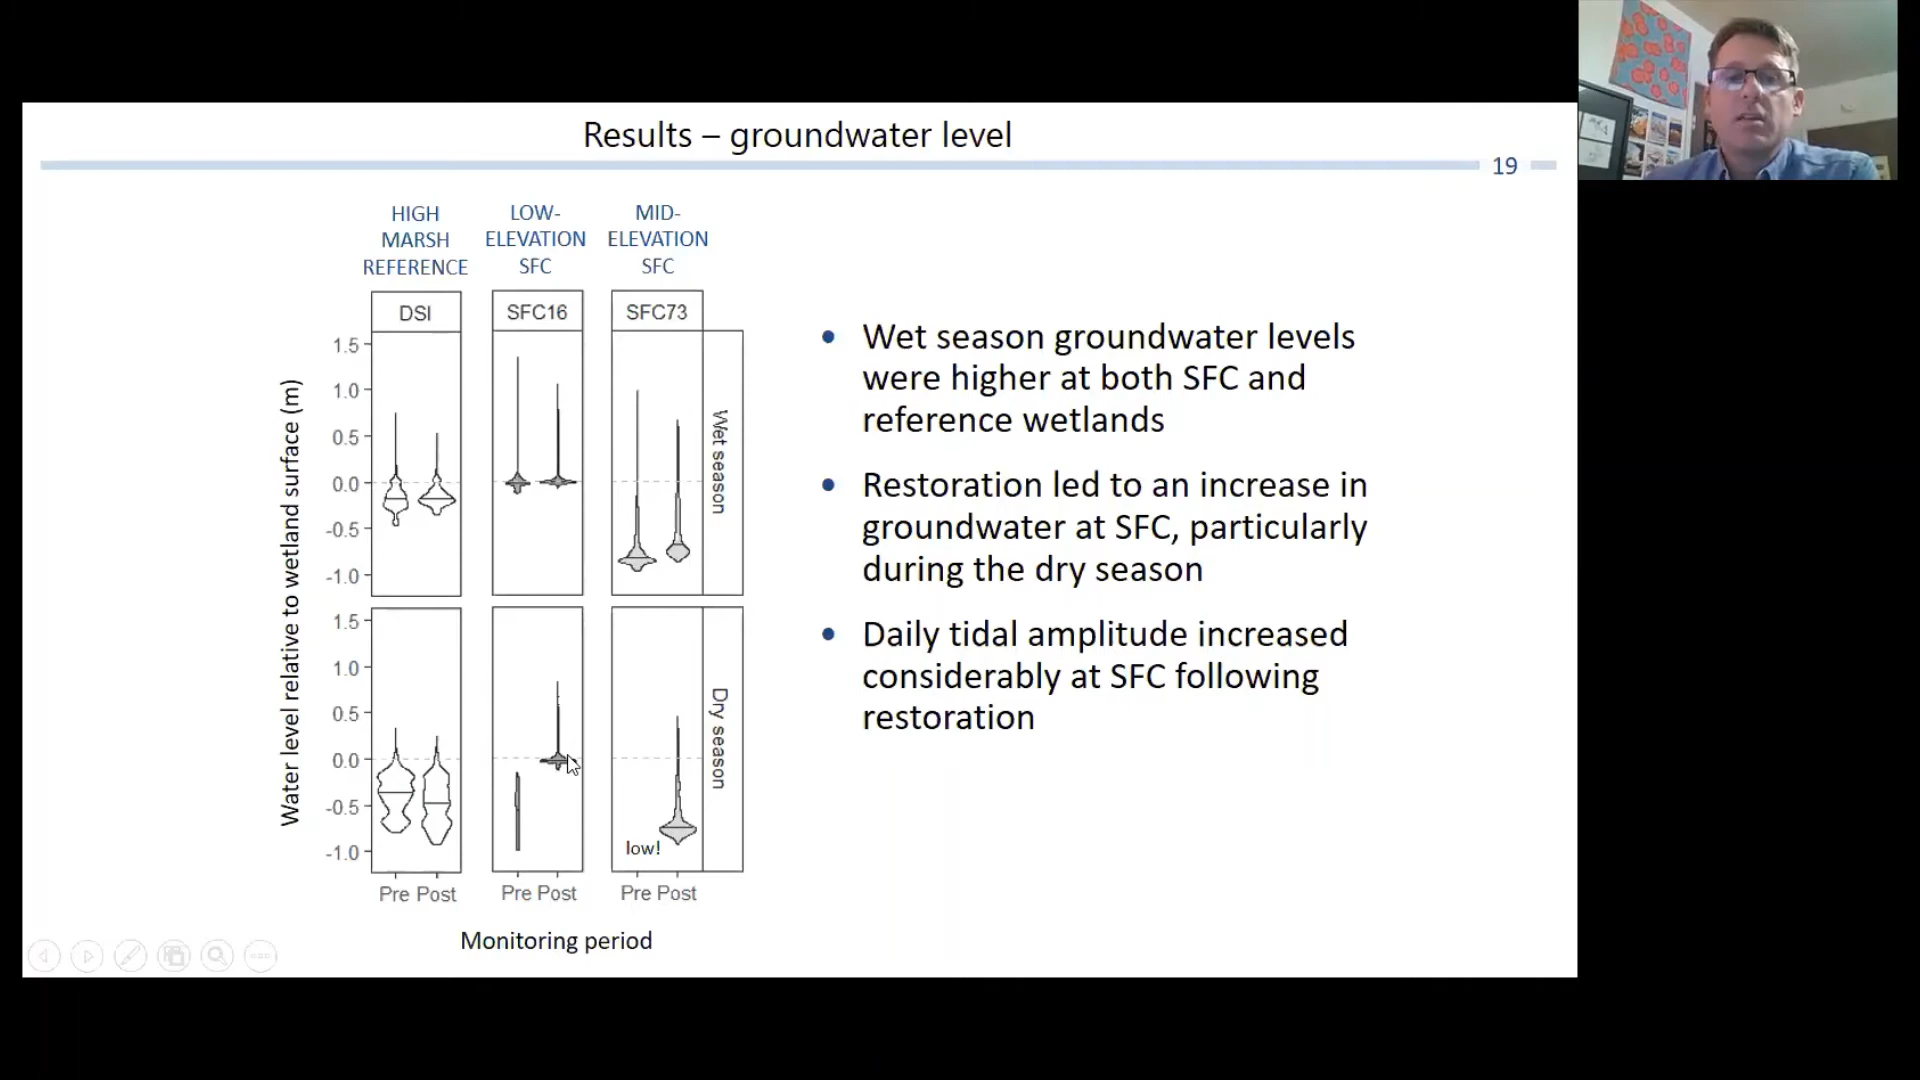 Results – groundwater level
19
HIGH
MARSH
REFERENCE
LOW-
ELEVATION
SFC
MID-
ELEVATION
SFC
DSI
SFC16
SFC73
Water level relative to wetland surface (m)
1.5
1.0
0.5
0.0
-0.5
-1.0
Wet season
1.5
1.0
0.5
0.0
-0.5
-1.0
Dry season
low!
Pre Post
Pre Post
Pre Post
Monitoring period
• Wet season groundwater levels
were higher at both SFC and
reference wetlands
• Restoration led to an increase in
groundwater at SFC, particularly
during the dry season
• Daily tidal amplitude increased
considerably at SFC following
restoration